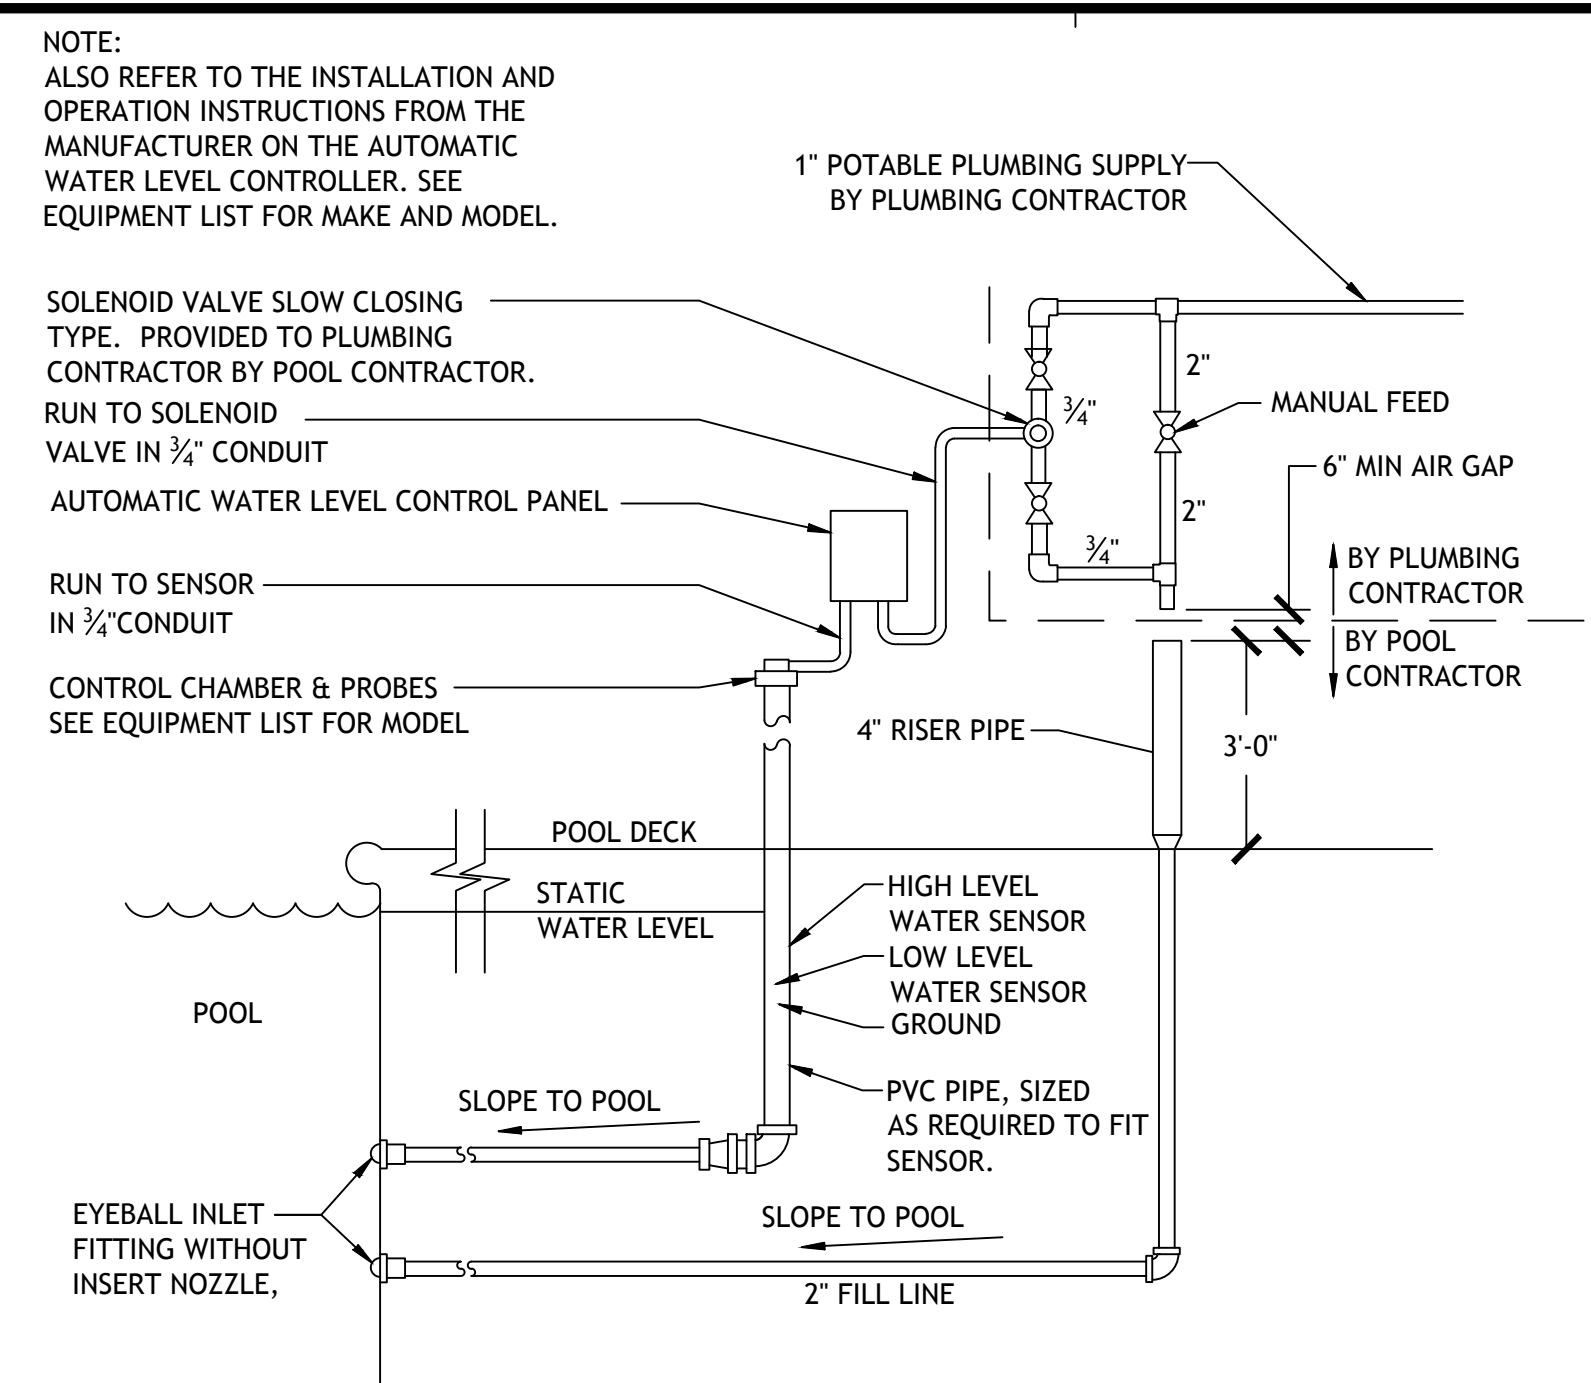 NOTE:
ALSO REFER TO THE INSTALLATION AND
OPERATION INSTRUCTIONS FROM THE
MANUFACTURER ON THE AUTOMATIC
WATER LEVEL CONTROLLER. SEE
EQUIPMENT LIST FOR MAKE AND MODEL.
1" POTABLE PLUMBING SUPPLY
BY PLUMBING CONTRACTOR
SOLENOID VALVE SLOW CLOSING
TYPE. PROVIDED TO PLUMBING
CONTRACTOR BY POOL CONTRACTOR.
RUN TO SOLENOID
VALVE IN ¾" CONDUIT
AUTOMATIC WATER LEVEL CONTROL PANEL
RUN TO SENSOR
IN ¾"CONDUIT
CONTROL CHAMBER & PROBES
SEE EQUIPMENT LIST FOR MODEL
¾"
2"
MANUAL FEED
6" MIN AIR GAP
2"
¾"
BY PLUMBING
CONTRACTOR
BY POOL
CONTRACTOR
4" RISER PIPE
3'-0"
POOL DECK
STATIC
WATER LEVEL
HIGH LEVEL
WATER SENSOR
LOW LEVEL
WATER SENSOR
GROUND
POOL
PVC PIPE, SIZED
AS REQUIRED TO FIT
SENSOR.
SLOPE TO POOL
EYEBALL INLET
FITTING WITHOUT
INSERT NOZZLE,
SLOPE TO POOL
2" FILL LINE